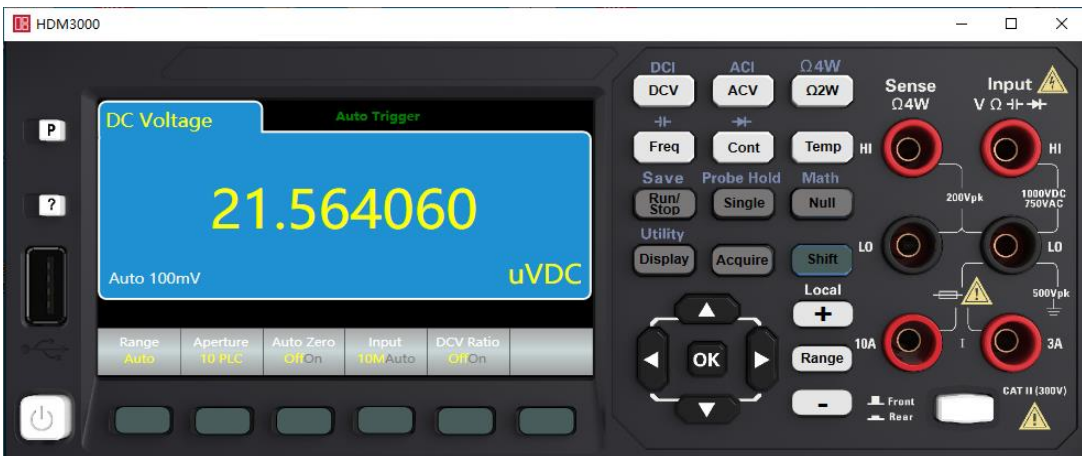 HDM3000
DC Voltage
Auto Trigger
21.564060
Auto 100mV
uVDC
Range
Auto
Aperture
10 PLC
Auto Zero
OffOn
Input
10MAuto
DCV Ratio
OffOn
P
?
DCI
ACI
Ω4W
DCV
ACV
Ω2W
Freq
Cont
Temp
Save
Probe Hold
Math
Run/
Stop
Single
Null
Utility
Display
Acquire
Shift
Local
+
OK
Range
-
Sense
Ω4W
Input
V Ω
HI
HI
200Vpk
1000VDC
750VAC
LO
LO
500Vpk
10A
I
3A
Front
Rear
CAT II (300V)